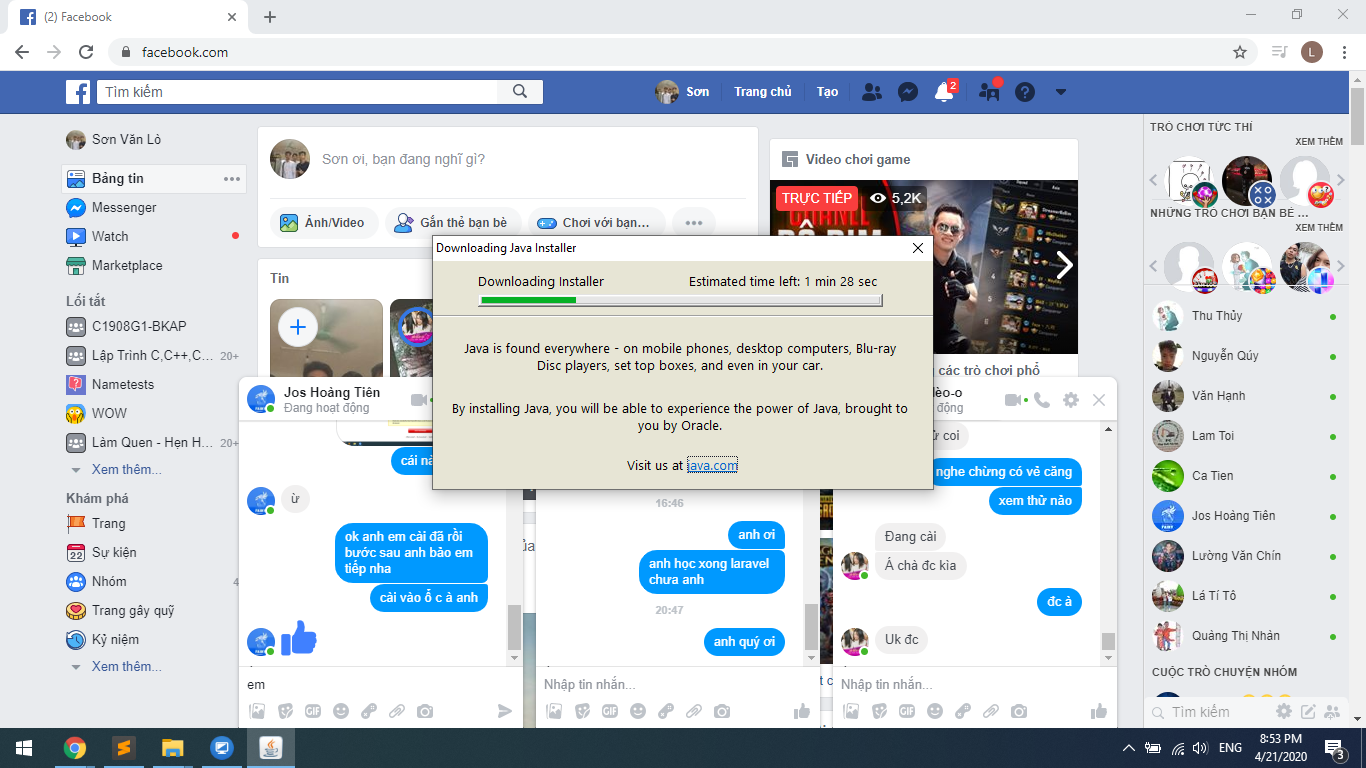 (2) Facebook
facebook.com
L
Tìm kiếm
Sơn
Trang chủ
Tạo
2
Sơn Văn Lò
Bảng tin
Messenger
Watch
Marketplace
Lối tắt
C1908G1-BKAP
Lập Trình C,C++,C... 20+
Nametests
WOW
Làm Quen - Hẹn H... 20+
Xem thêm...
Khám phá
Trang
22
Sự kiện
Nhóm 4
Trang gây quỹ
Kỷ niệm
Xem thêm...
Sơn ơi, bạn đang nghĩ gì?
Ảnh/Video
Gắn thẻ bạn bè
Chơi với bạn...
Tin
Video chơi game
TRỰC TIẾP
5,2K
các trò chơi phổ
Downloading Java Installer
Downloading Installer
Estimated time left: 1 min 28 sec
Java is found everywhere - on mobile phones, desktop computers, Blu-ray
Disc players, set top boxes, and even in your car.
By installing Java, you will be able to experience the power of Java, brought to
you by Oracle.
Visit us at java.com
Jos Hoàng Tiên
Đang hoạt động
cái
ừ
ok anh em cải đã rồi
bước sau anh bảo em
tiếp nha
cải vào ổ c à anh
em
16:46
anh ơi
anh học xong laravel
chưa anh
20:47
anh quý ơi
Nhập tin nhắn...
èo-o
động
coi
nghe chừng có vẻ căng
xem thử nảo
Đang cải
Á chả đc kia
đc à
Uk đc
Nhập tin nhắn...
TRÒ CHƠI TỨC THÌ
XEM THÊM
NHỮNG TRÒ CHƠI BẠN BÈ ...
XEM THÊM
Thu Thủy
Nguyễn Qúy
Văn Hạnh
Lam Toi
Ca Tien
Jos Hoàng Tiên
Lường Văn Chín
Lá Tí Tô
Quảng Thị Nhản
CUỘC TRÒ CHUYỆN NHÓM
Tìm kiếm
ENG
8:53 PM
4/21/2020
3